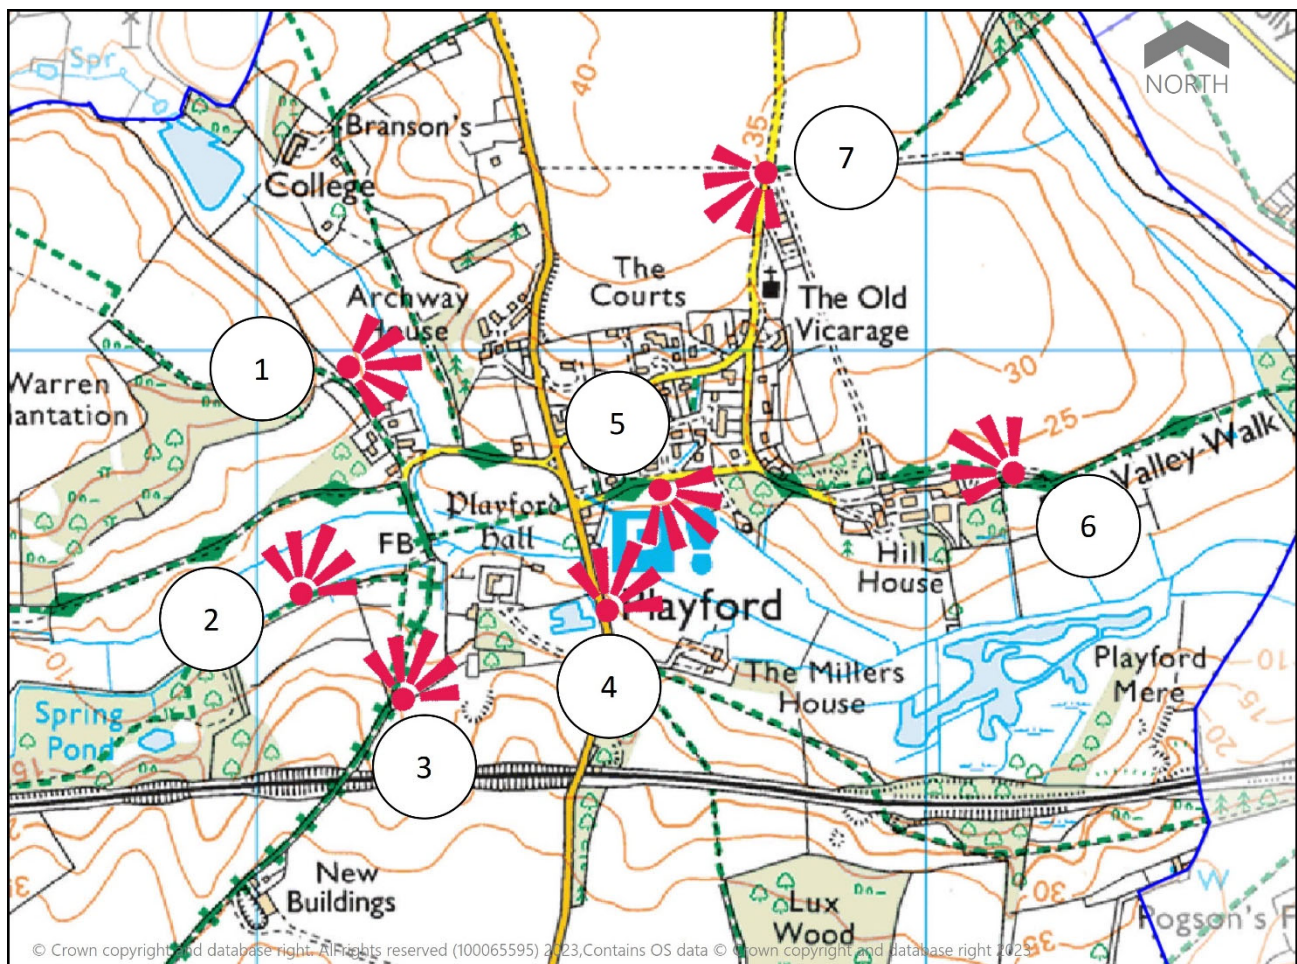 Spr
40
NORTH
Branson's
35
7
College
The
Courts
Archway
House
The Old
Vicarage
1
30
Warren
5
25
Valley Walk
Playford
Hall
FB
6
Hill
House
2
Playford
10
The Millers
House
Playford
Mere
10
15
20
4
Spring
Pond
15
3
New
Buildings
30
Lux
Wood
W
Pogson's F
35
© Crown copyright and database right. All rights reserved (100065595) 2023,Contains OS data © Crown copyright and database right 2023